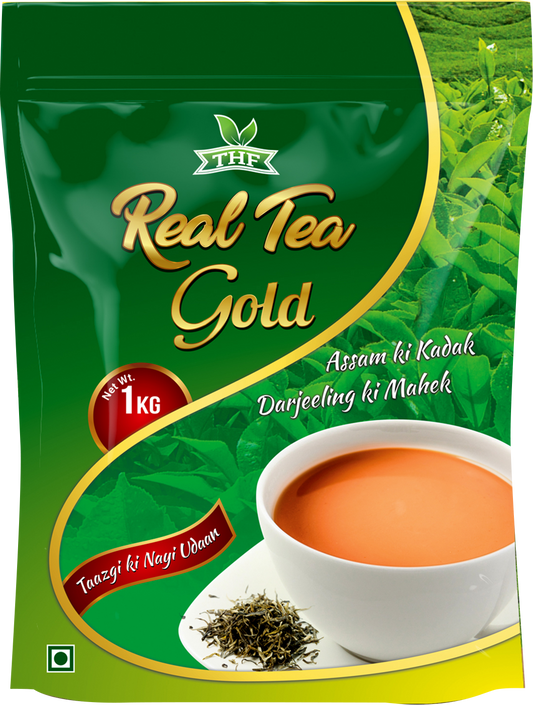 THF
Real Tea
Gold
Assam ki Kadak
Darjeeling ki Mahek
Net Wt.
1KG
Taazgi ki Nayi Udaan